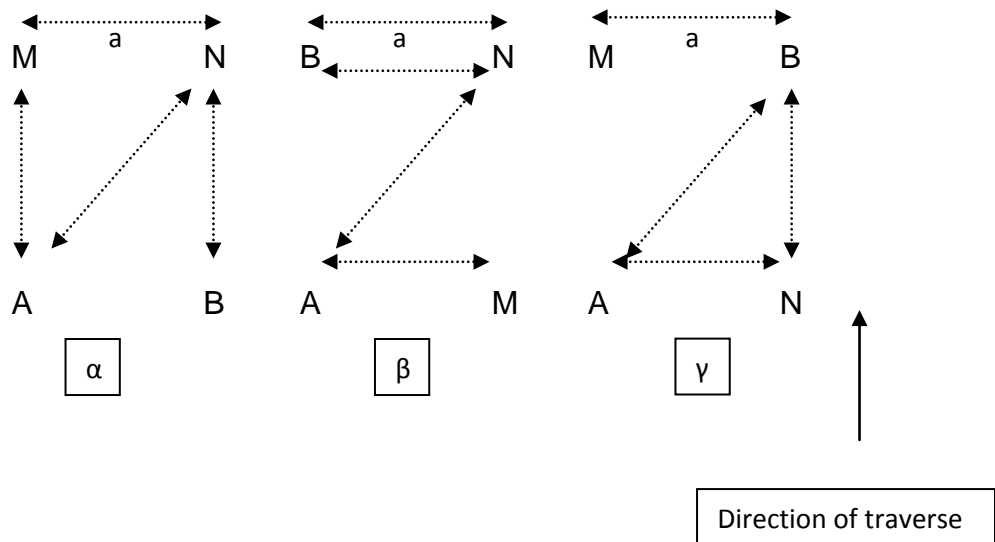 a a a
M N B N M B
A B A M A N
α β γ
Direction of traverse